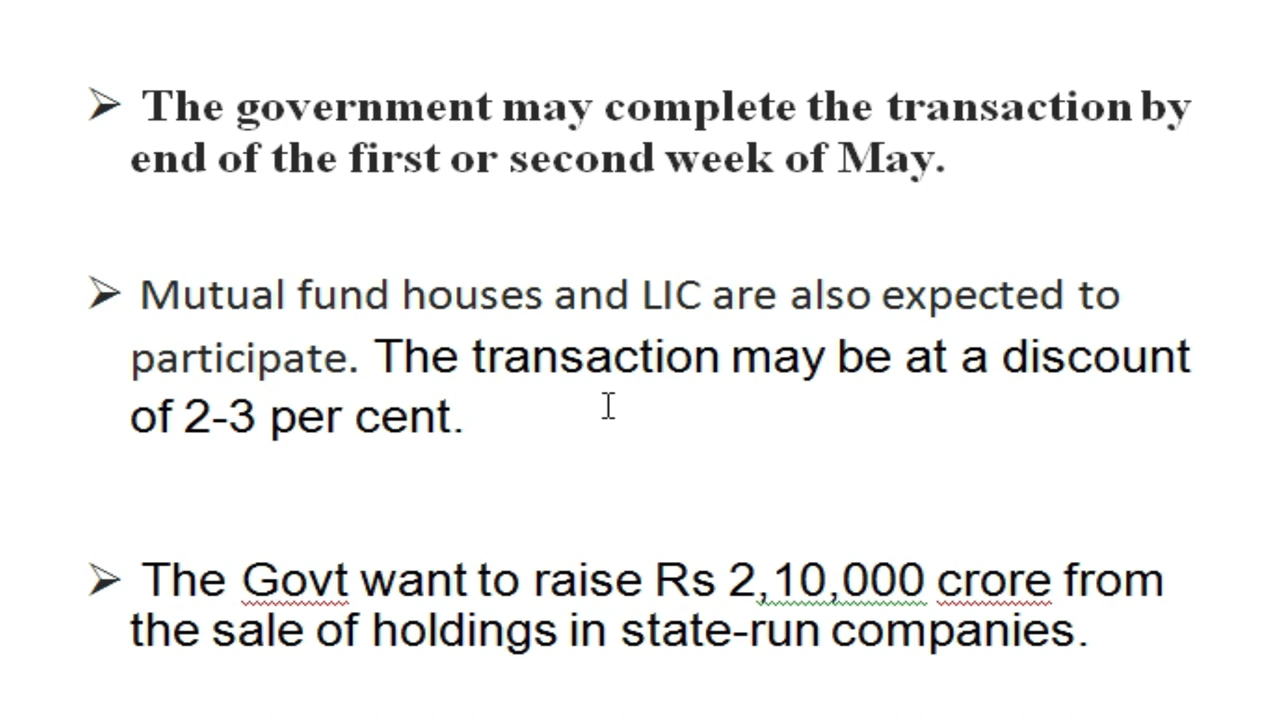 ➢ The government may complete the transaction by
end of the first or second week of May.
➢ Mutual fund houses and LIC are also expected to
participate. The transaction may be at a discount
of 2-3 per cent.
➢ The Govt want to raise Rs 2,10,000 crore from
the sale of holdings in state-run companies.